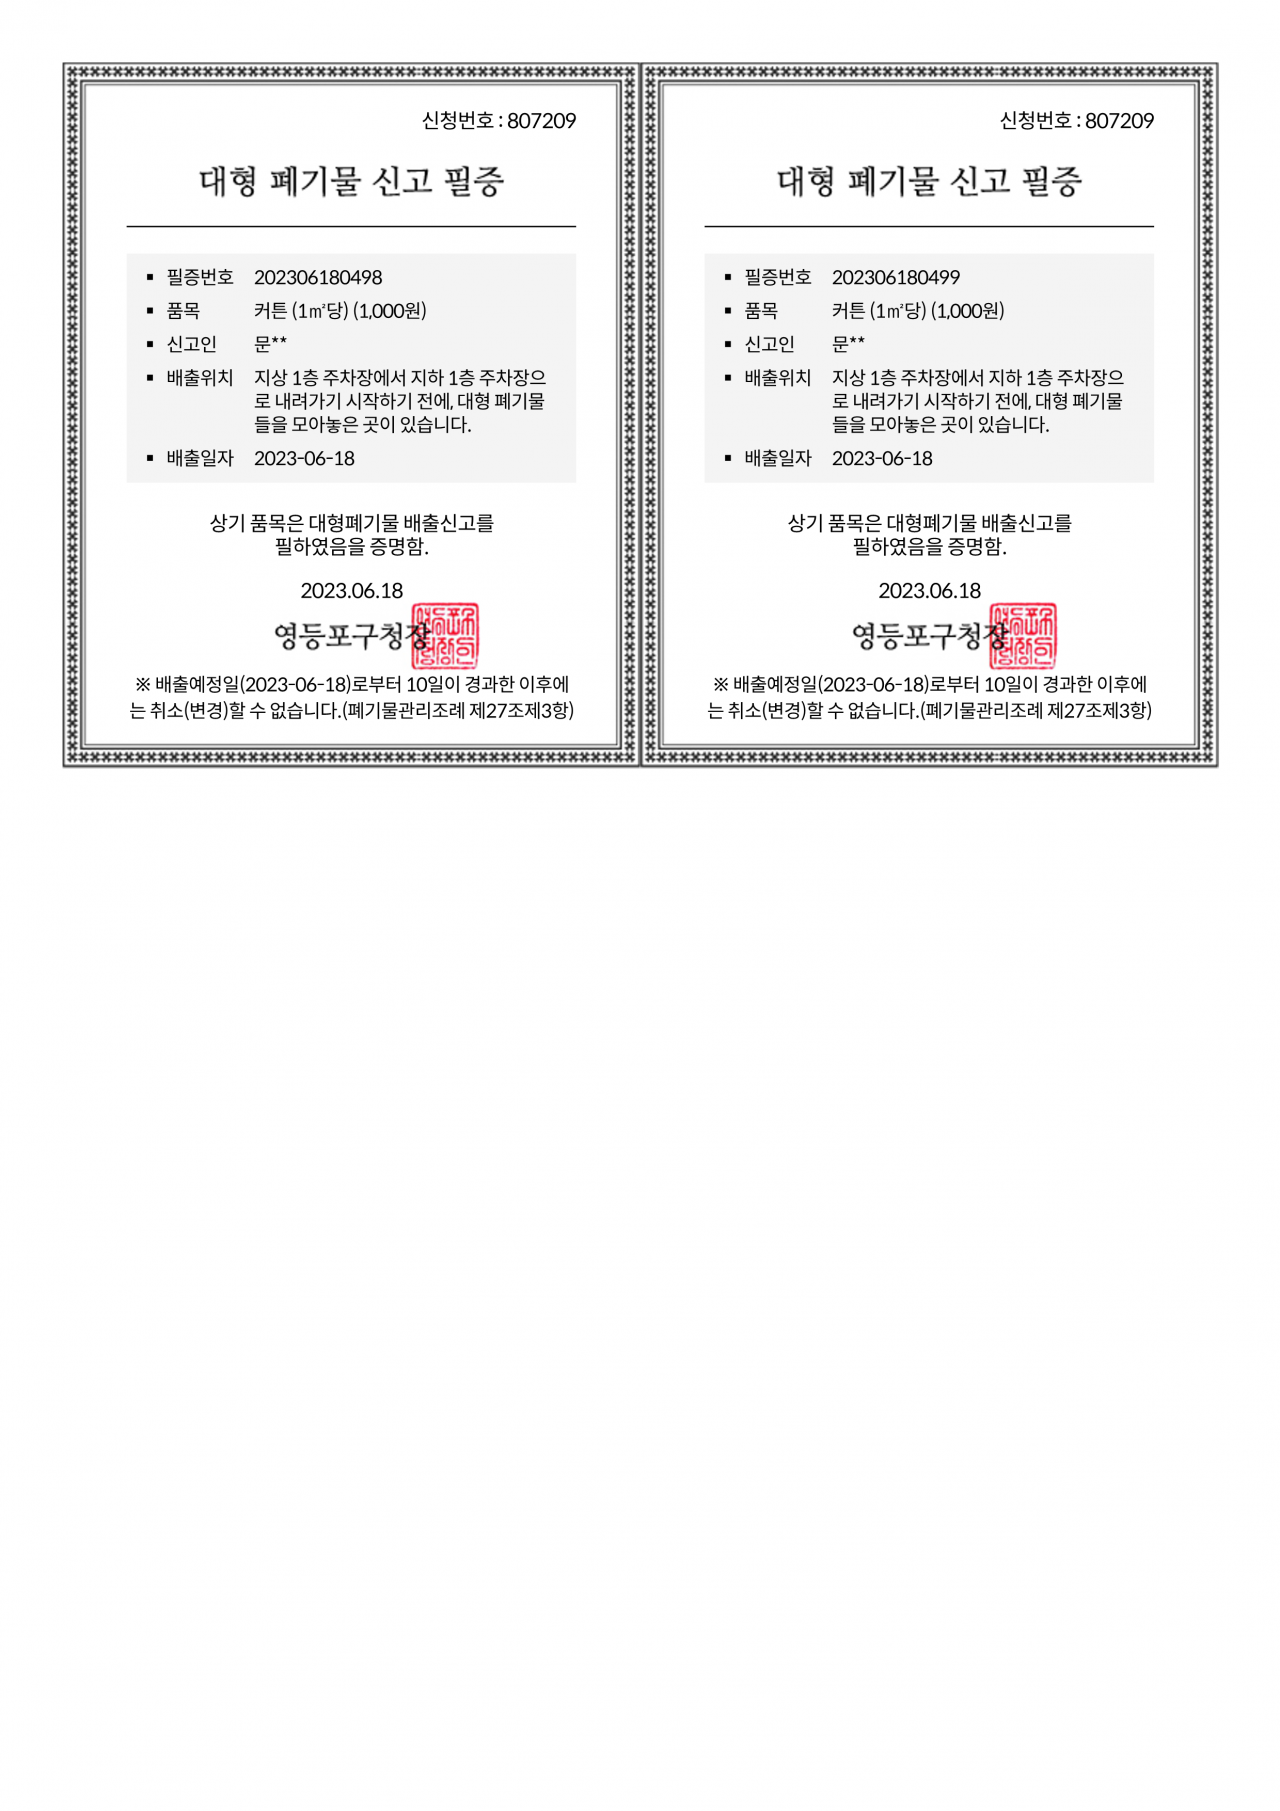 신청번호 : 807209
대형 폐기물 신고 필증
▪ 필증번호 202306180498
▪ 품목 커튼 (1㎡당) (1,000원)
▪ 신고인 문**
▪ 배출위치 지상 1층 주차장에서 지하 1층 주차장으
로 내려가기 시작하기 전에, 대형 폐기물
들을 모아놓은 곳이 있습니다.
▪ 배출일자 2023-06-18
상기 품목은 대형폐기물 배출신고를
필하였음을 증명함.
2023.06.18
영등포구청장
※ 배출예정일(2023-06-18)로부터 10일이 경과한 이후에
는 취소(변경)할 수 없습니다.(폐기물관리조례 제27조제3항)
신청번호 : 807209
대형 폐기물 신고 필증
▪ 필증번호 202306180499
▪ 품목 커튼 (1㎡당) (1,000원)
▪ 신고인 문**
▪ 배출위치 지상 1층 주차장에서 지하 1층 주차장으
로 내려가기 시작하기 전에, 대형 폐기물
들을 모아놓은 곳이 있습니다.
▪ 배출일자 2023-06-18
상기 품목은 대형폐기물 배출신고를
필하였음을 증명함.
2023.06.18
영등포구청장
※ 배출예정일(2023-06-18)로부터 10일이 경과한 이후에
는 취소(변경)할 수 없습니다.(폐기물관리조례 제27조제3항)